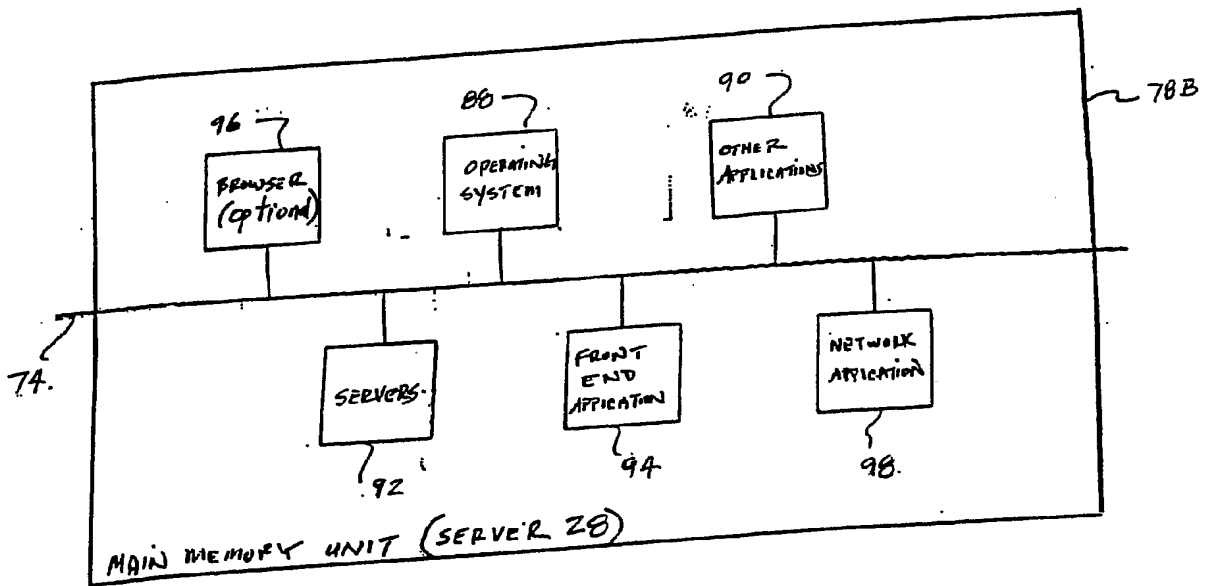 90
78B
88
96
BROWSER
(optional)
OPERATING
SYSTEM
OTHER
APPLICATIONS
74.
SERVERS.
FRONT
END
APPLICATION
NETWORK
APPLICATION
92
94
98.
MAIN MEMORY UNIT (SERVER 28)